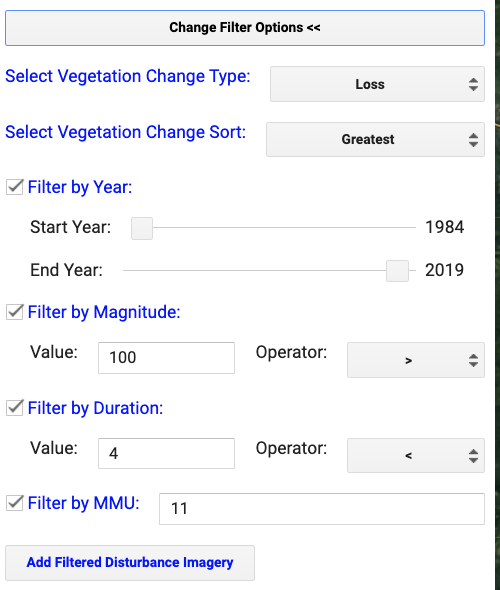 Change Filter Options <<
Select Vegetation Change Type: Loss
Select Vegetation Change Sort: Greatest
Filter by Year:
Start Year: 1984
End Year: 2019
Filter by Magnitude:
Value: 100 Operator: >
Filter by Duration:
Value: 4 Operator: <
Filter by MMU: 11
Add Filtered Disturbance Imagery